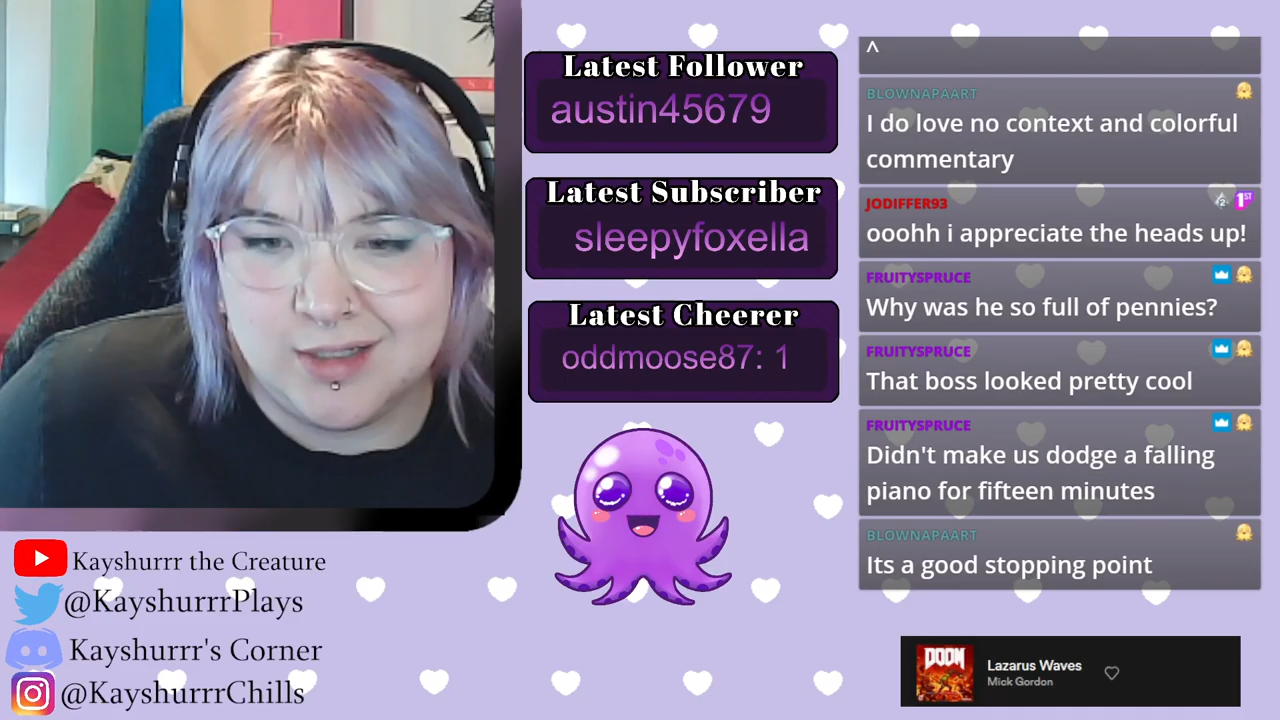 Latest Follower
austin45679
Latest Subscriber
sleepyfoxella
Latest Cheerer
oddmoose87: 1
Kayshurrr the Creature
@KayshurrrPlays
Kayshurrr's Corner
@KayshurrrChills
^
BLOWNAPAART
I do love no context and colorful
commentary
JODIFFER93
2 1ST
ooohh i appreciate the heads up!
FRUITYSPRUCE
Why was he so full of pennies?
FRUITYSPRUCE
That boss looked pretty cool
FRUITYSPRUCE
Didn't make us dodge a falling
piano for fifteen minutes
BLOWNAPAART
Its a good stopping point
DOOM
Lazarus Waves
Mick Gordon